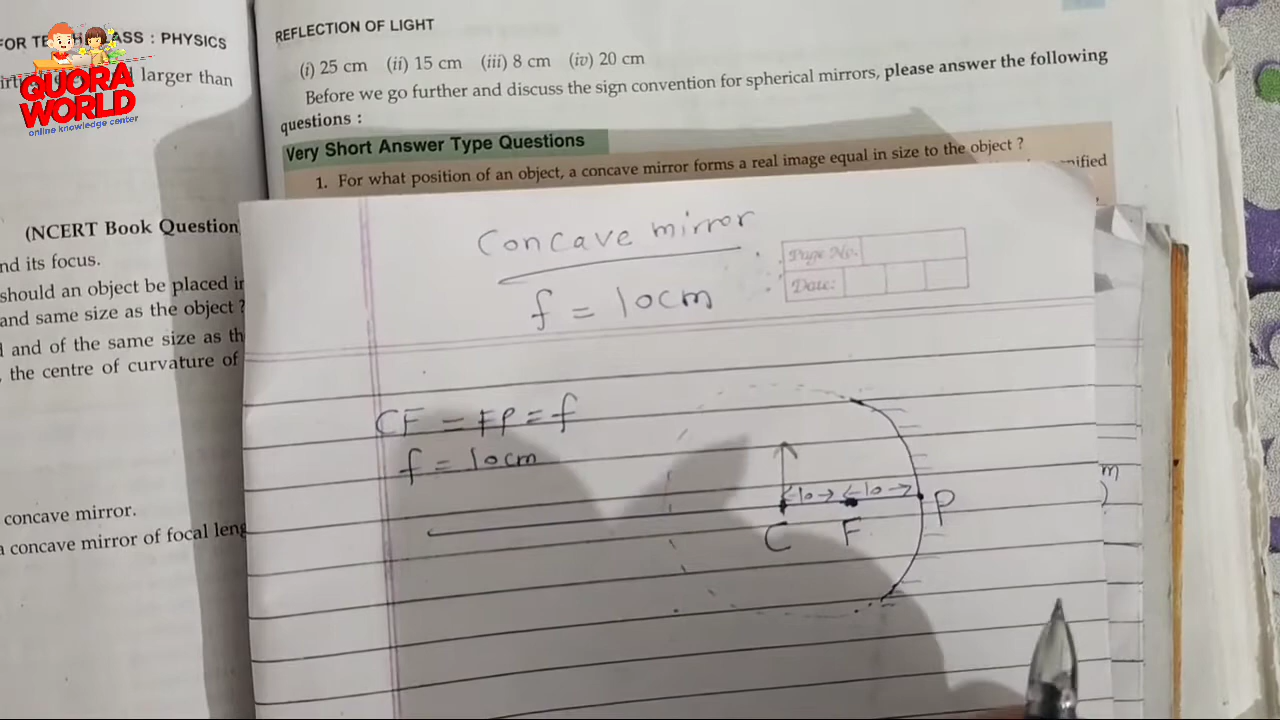 FOR TE CLASS : PHYSICS
larger than
QUORA
WORLD
online knowledge center
(NCERT Book Question
nd its focus.
should an object be placed in
and same size as the object ?
and of the same size as th
the centre of curvature of
concave mirror.
a concave mirror of focal leng
REFLECTION OF LIGHT
(i) 25 cm (ii) 15 cm (iii) 8 cm (iv) 20 cm
Before we go further and discuss the sign convention for spherical mirrors, please answer the following
questions :
Very Short Answer Type Questions
1. For what position of an object, a concave mirror forms a real image equal in size to the object ?
nified
Concave mirror
Page No.
Date:
f = 10cm
CF = FP = f
f = 10cm
10 10
C F P
m